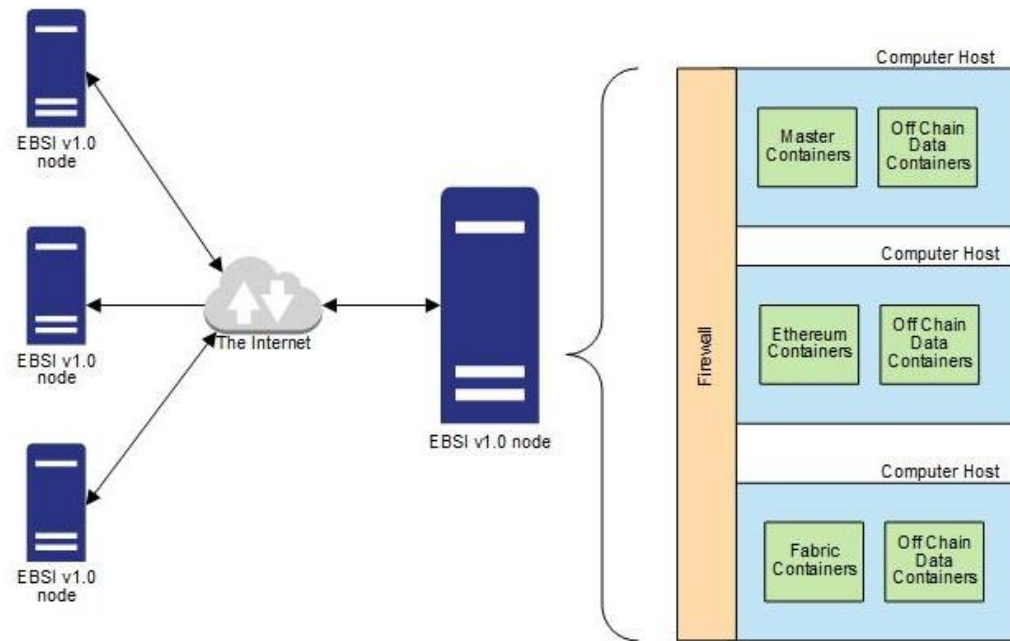 EBSI v1.0
node
EBSI v1.0
node
EBSI v1.0
node
The Internet
EBSI v1.0 node
Firewall
Computer Host
Master
Containers
Off Chain
Data
Containers
Computer Host
Ethereum
Containers
Off Chain
Data
Containers
Computer Host
Fabric
Containers
Off Chain
Data
Containers